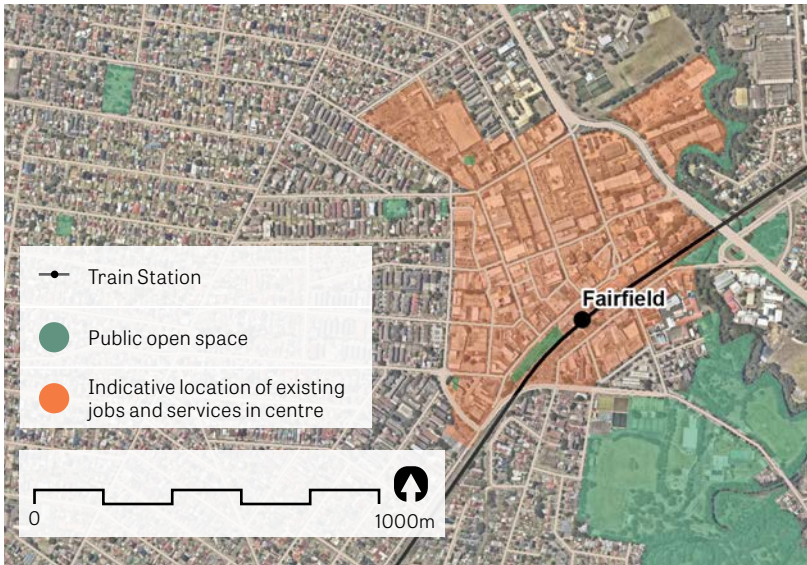 Fairfield
Train Station
Public open space
Indicative location of existing
jobs and services in centre
0
1000m